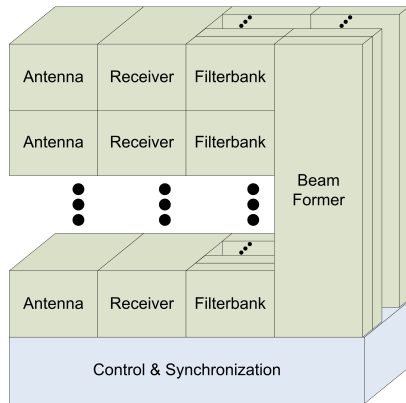 Antenna Receiver Filterbank
Antenna Receiver Filterbank
Beam
Former
Antenna Receiver Filterbank
Control & Synchronization